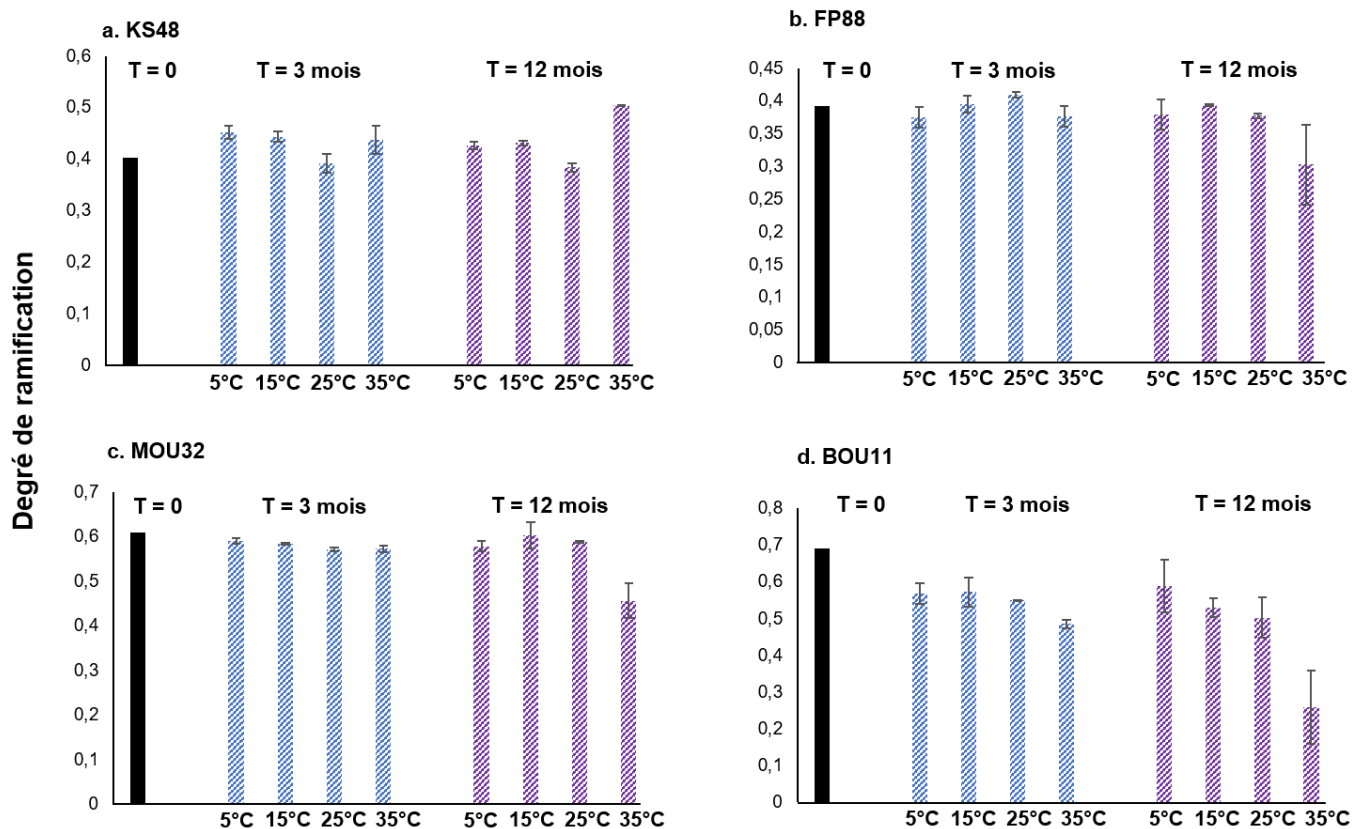 Degré de ramification
a. KS48
T = 0 T = 3 mois T = 12 mois
0,6
0,5
0,4
0,3
0,2
0,1
0
5°C 15°C 25°C 35°C 5°C 15°C 25°C 35°C
b. FP88
T = 0 T = 3 mois T = 12 mois
0,45
0,4
0,35
0,3
0,25
0,2
0,15
0,1
0,05
0
5°C 15°C 25°C 35°C 5°C 15°C 25°C 35°C
c. MOU32
T = 0 T = 3 mois T = 12 mois
0,7
0,6
0,5
0,4
0,3
0,2
0,1
0
5°C 15°C 25°C 35°C 5°C 15°C 25°C 35°C
d. BOU11
T = 0 T = 3 mois T = 12 mois
0,8
0,7
0,6
0,5
0,4
0,3
0,2
0,1
0
5°C 15°C 25°C 35°C 5°C 15°C 25°C 35°C